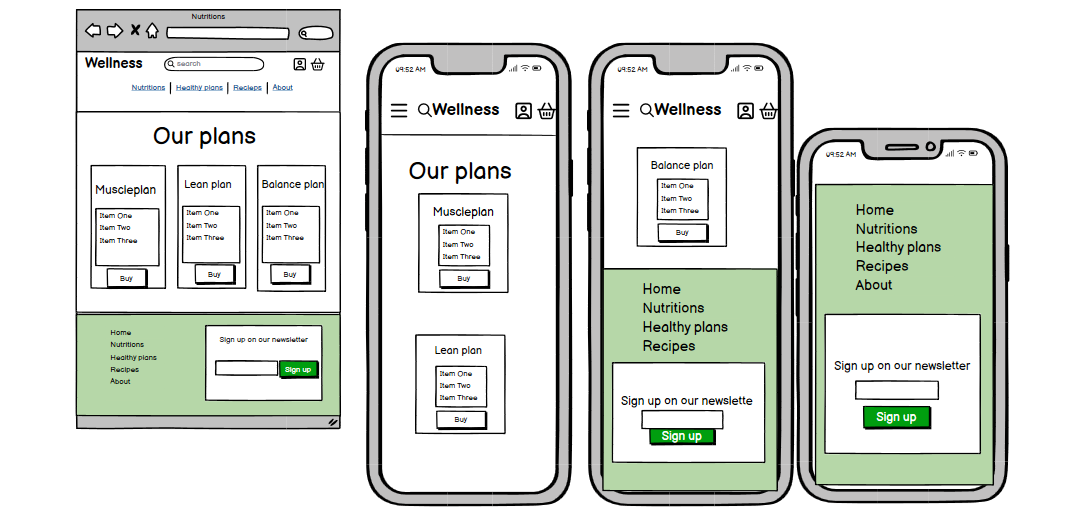 Nutritions
Wellness
search
Nutritions | Healthy plans | Recieps | About
Our plans
Muscleplan
Item One
Item Two
Item Three
Buy
Lean plan
Item One
Item Two
Item Three
Buy
Balance plan
Item One
Item Two
Item Three
Buy
Home
Nutritions
Healthy plans
Recipes
About
Sign up on our newsletter
Sign up
09:52 AM
Wellness
Our plans
Muscleplan
Item One
Item Two
Item Three
Buy
Lean plan
Item One
Item Two
Item Three
Buy
09:52 AM
Wellness
Balance plan
Item One
Item Two
Item Three
Buy
Home
Nutritions
Healthy plans
Recipes
Sign up on our newslette
Sign up
09:52 AM
Home
Nutritions
Healthy plans
Recipes
About
Sign up on our newsletter
Sign up